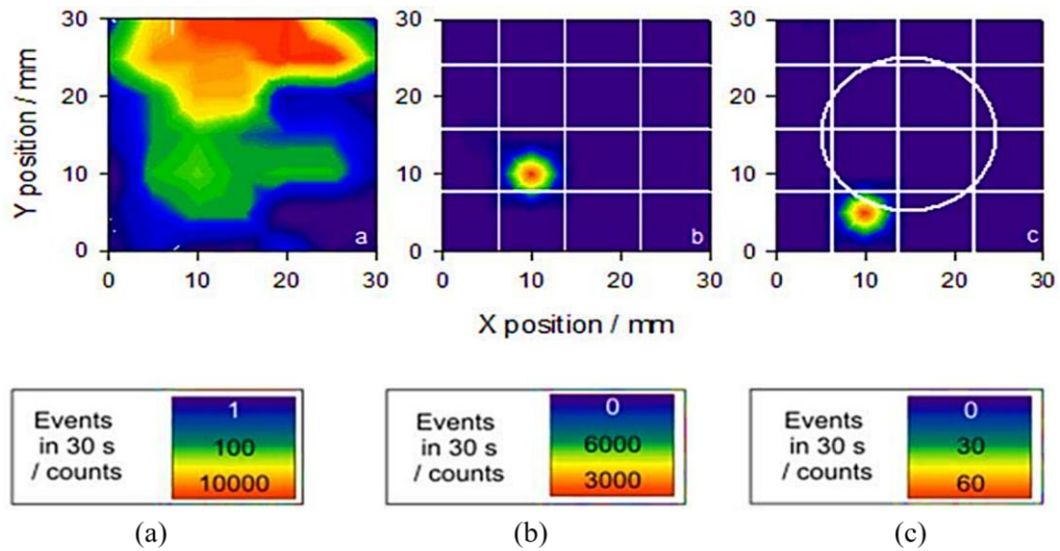 30
20
10
0
Y position / mm
0 10 20 30
a
30
20
10
0
0 10 20 30
b
30
20
10
0
0 10 20 30
c
X position / mm
Events
in 30 s
/ counts
1
100
10000
Events
in 30 s
/ counts
0
6000
3000
Events
in 30 s
/ counts
0
30
60
(a) (b) (c)